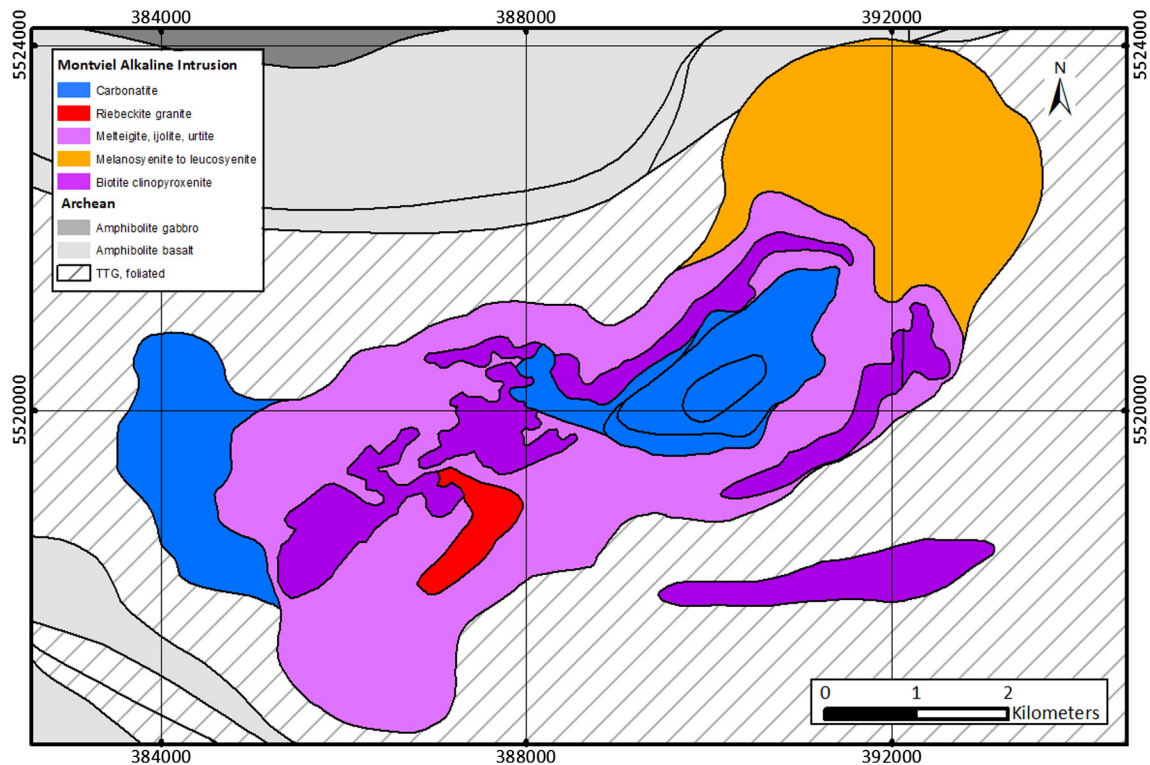 384000
388000
392000
5524000
5524000
Montviel Alkaline Intrusion
Carbonatite
Riebeckite granite
Melteigite, ijolite, urtite
Melanosyenite to leucosyenite
Biotite clinopyroxenite
Archean
Amphibolite gabbro
Amphibolite basalt
TTG, foliated
N
5520000
5520000
0 1 2
Kilometers
384000
388000
392000